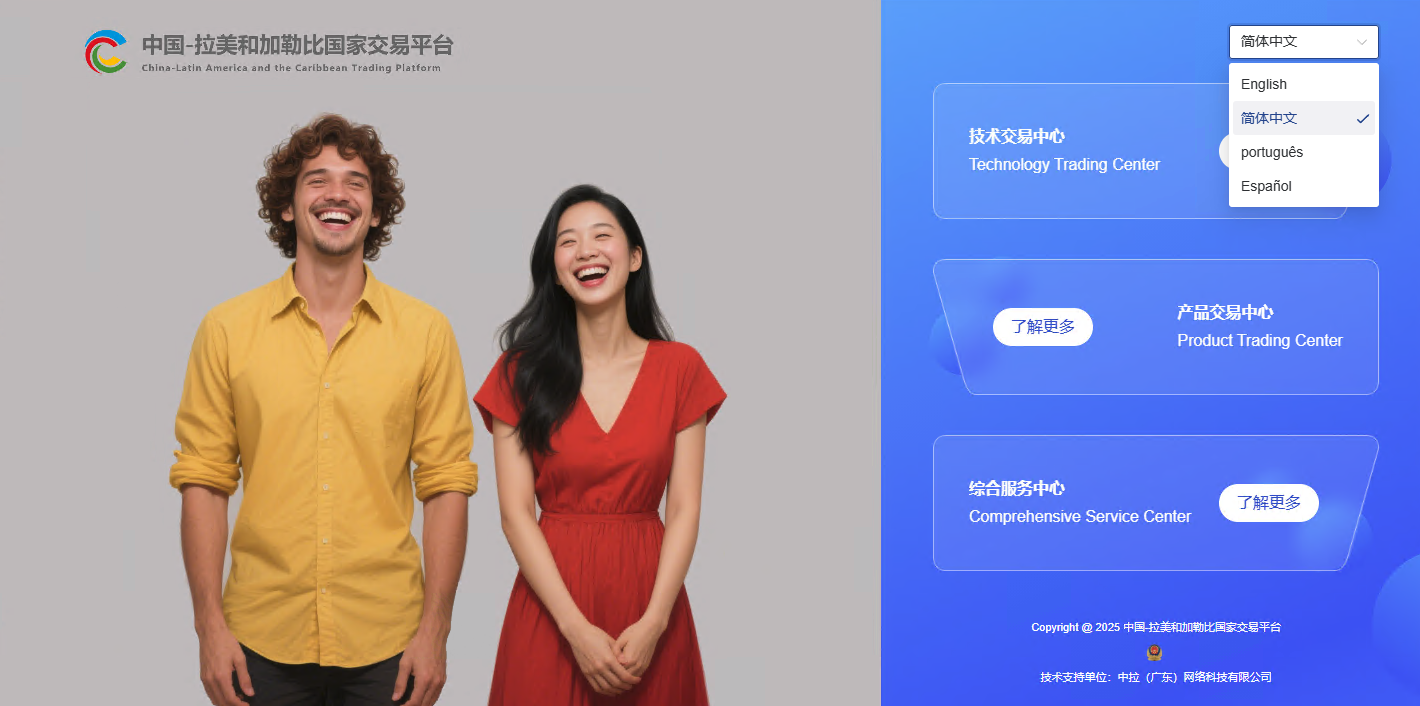 中国-拉美和加勒比国家交易平台
China-Latin America and the Caribbean Trading Platform
简体中文
English
简体中文
português
Español
技术交易中心
Technology Trading Center
了解更多
产品交易中心
Product Trading Center
综合服务中心
Comprehensive Service Center
了解更多
Copyright @ 2025 中国-拉美和加勒比国家交易平台
技术支持单位：中拉（广东）网络科技有限公司